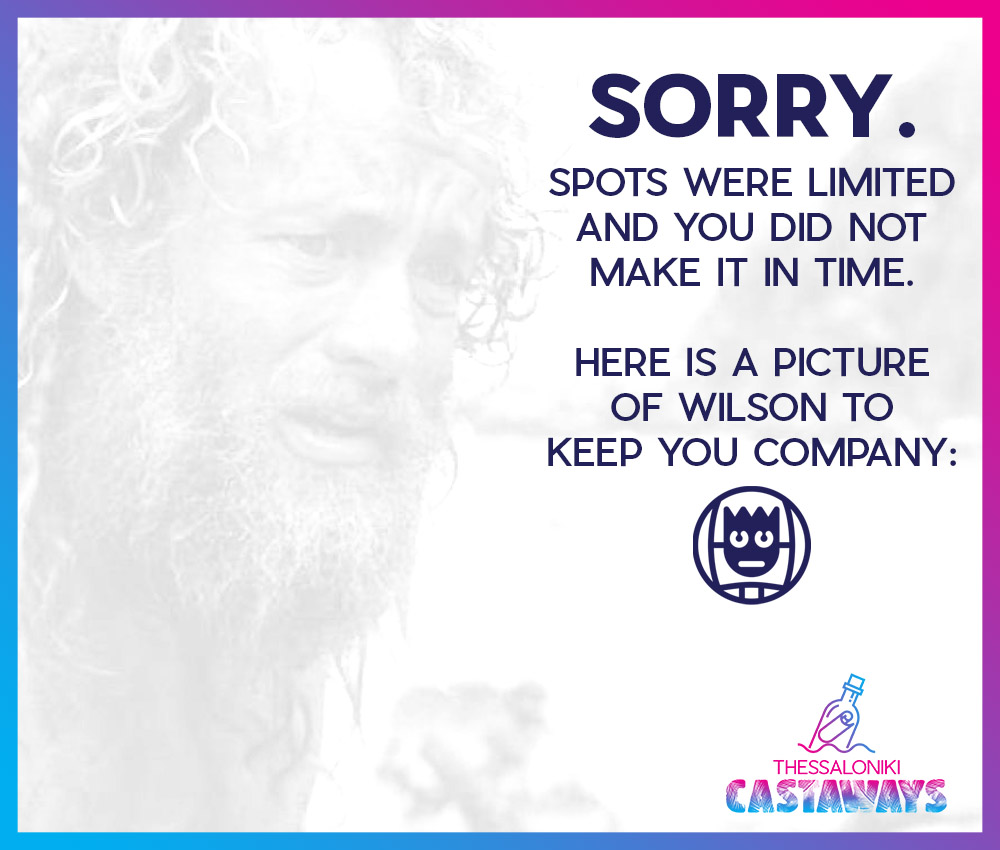 SORRY.
SPOTS WERE LIMITED
AND YOU DID NOT
MAKE IT IN TIME.
HERE IS A PICTURE
OF WILSON TO
KEEP YOU COMPANY:
THESSALONIKI
CASTAWAYS